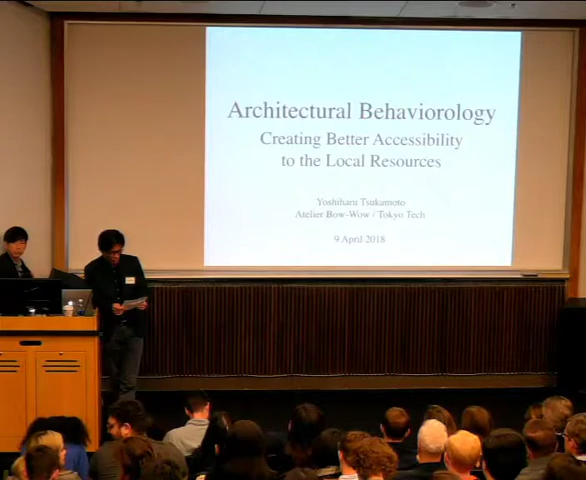 Architectural Behaviorology
Creating Better Accessibility
to the Local Resources
Yoshiharu Tsukamoto
Atelier Bow-Wow / Tokyo Tech
9 April 2018